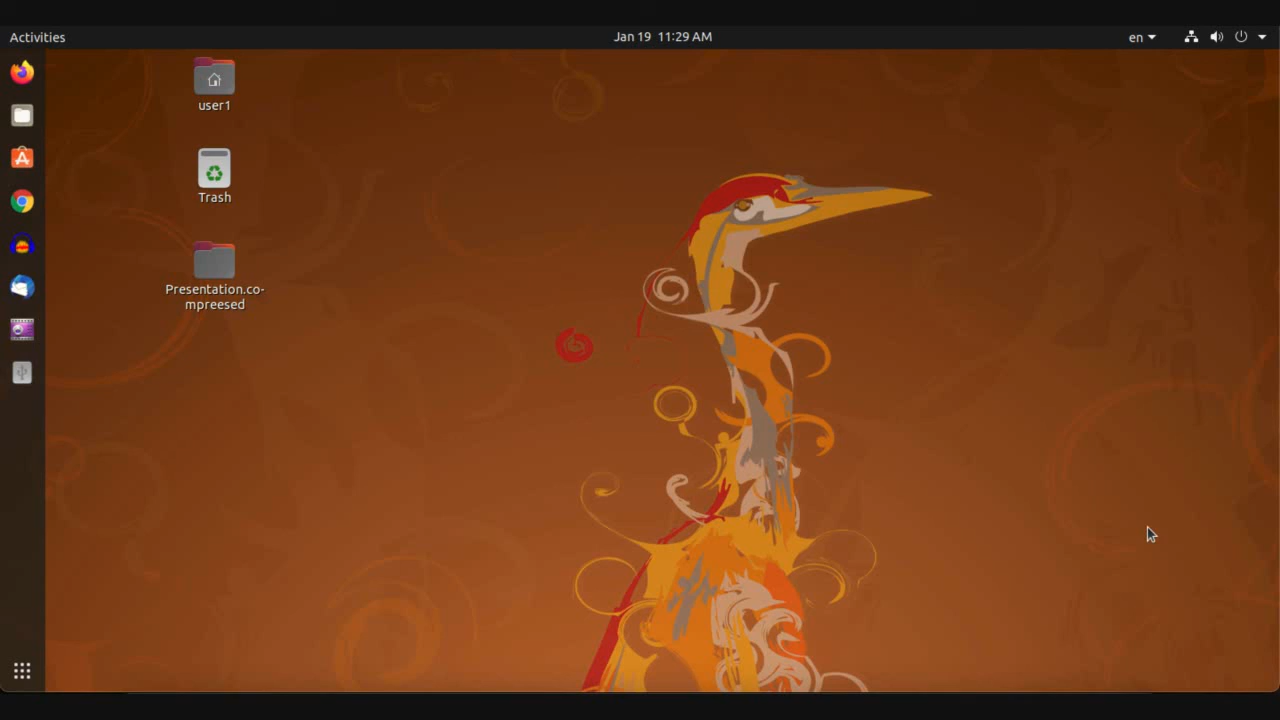 Activities
Jan 19 11:29 AM
en
user1
Trash
Presentation.co-
mpreesed